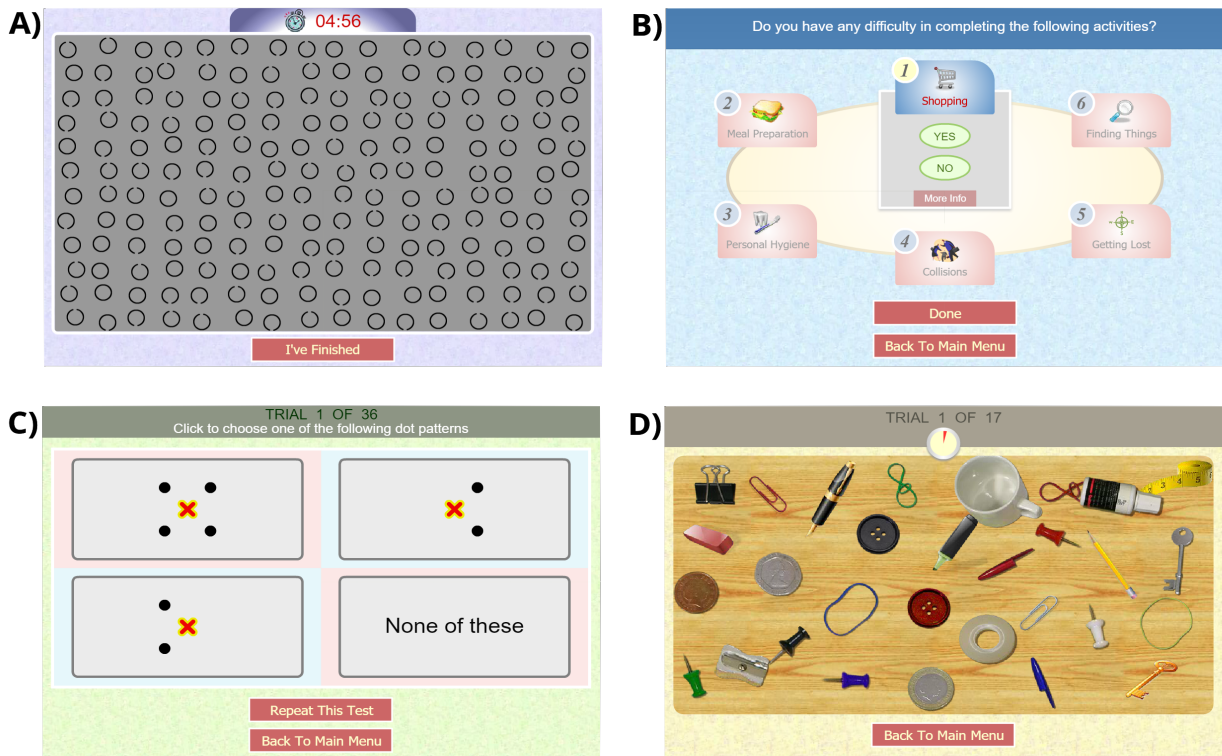 A)
04:56
I've Finished
B)
Do you have any difficulty in completing the following activities?
1
Shopping
YES
NO
More Info
2
Meal Preparation
3
Personal Hygiene
4
Collisions
5
Getting Lost
6
Finding Things
Done
Back To Main Menu
C)
TRIAL 1 OF 36
Click to choose one of the following dot patterns
None of these
Repeat This Test
Back To Main Menu
D)
TRIAL 1 OF 17
Back To Main Menu